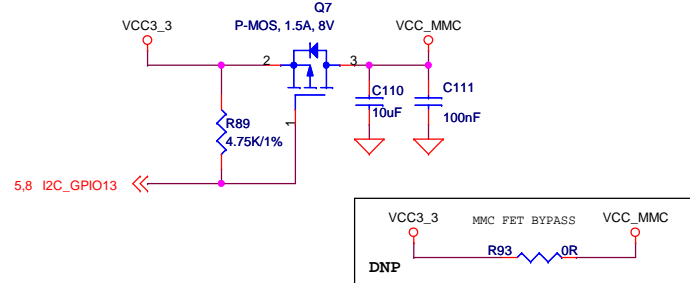 Q7
P-MOS, 1.5A, 8V
VCC3_3
VCC_MMC
2
3
1
C110
10uF
C111
100nF
R89
4.75K/1%
5,8 I2C_GPIO13
VCC3_3
MMC FET BYPASS
VCC_MMC
R93
0R
DNP